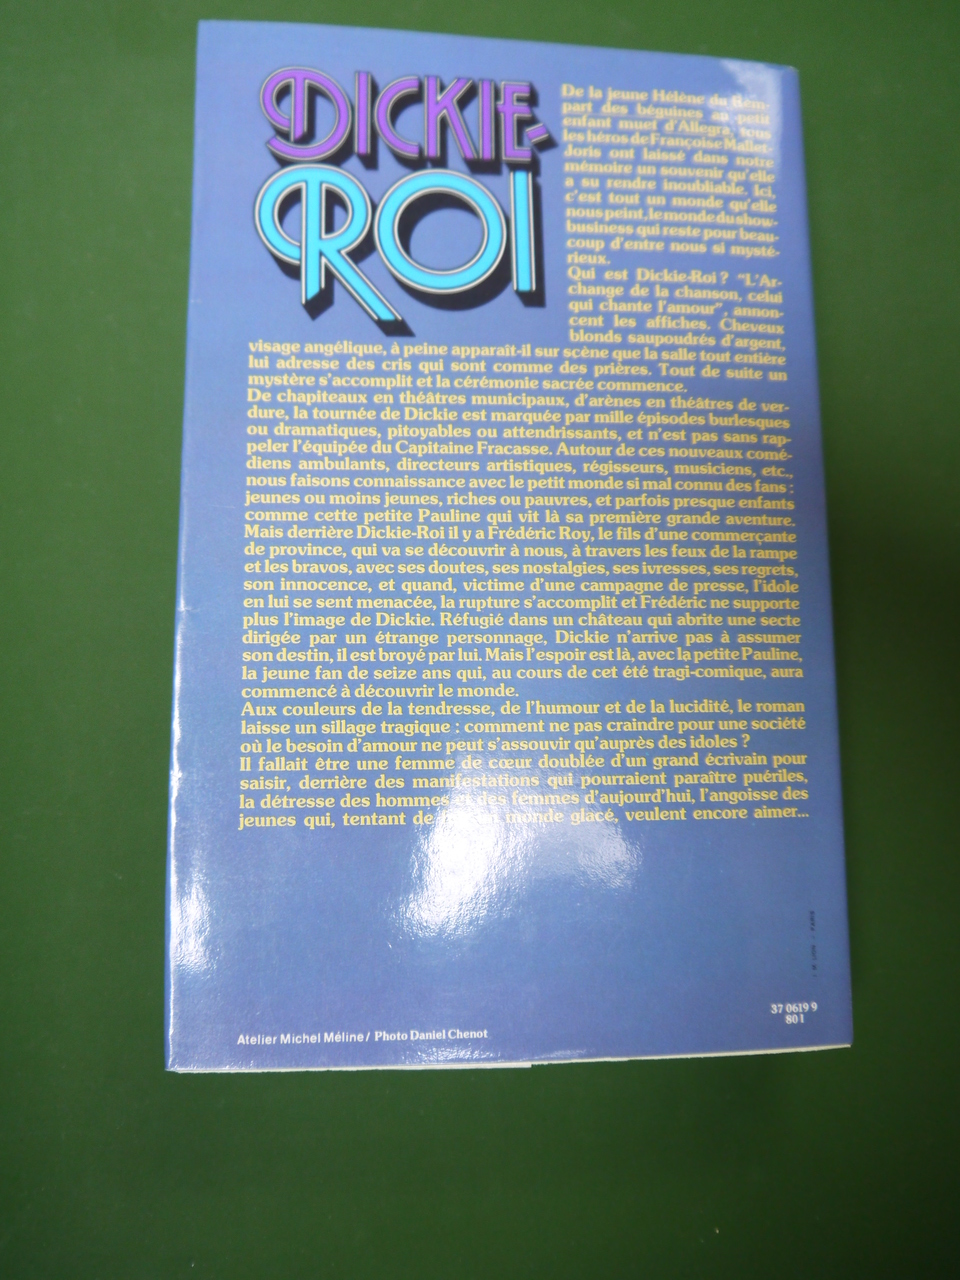 DICKIE-
ROI
De la jeune Hélène du Rem-
part des béguines au petit
enfant muet d'Allegra, tous
les héros de Françoise Mallet-
Joris ont laissé dans notre
mémoire un souvenir qu'elle
a su rendre inoubliable. Ici,
c'est tout un monde qu'elle
nous peint, le monde du show-
business qui reste pour beau-
coup d'entre nous si mysté-
rieux.
Qui est Dickie-Roi ? "L'Ar-
change de la chanson, celui
qui chante l'amour", annon-
cent les affiches. Cheveux
blonds saupoudrés d'argent,
visage angélique, à peine apparaît-il sur scène que la salle tout entière
lui adresse des cris qui sont comme des prières. Tout de suite un
mystère s'accomplit et la cérémonie sacrée commence.
De chapiteaux en théâtres municipaux, d'arènes en théâtres de ver-
dure, la tournée de Dickie est marquée par mille épisodes burlesques
ou dramatiques, pitoyables ou attendrissants, et n'est pas sans rap-
peler l'équipée du Capitaine Fracasse. Autour de ces nouveaux comé-
diens ambulants, directeurs artistiques, régisseurs, musiciens, etc.,
nous faisons connaissance avec le petit monde si mal connu des fans :
jeunes ou moins jeunes, riches ou pauvres, et parfois presque enfants
comme cette petite Pauline qui vit là sa première grande aventure.
Mais derrière Dickie-Roi il y a Frédéric Roy, le fils d'une commerçante
de province, qui va se découvrir à nous, à travers les feux de la rampe
et les bravos, avec ses doutes, ses nostalgies, ses ivresses, ses regrets,
son innocence, et quand, victime d'une campagne de presse, l'idole
en lui se sent menacée, la rupture s'accomplit et Frédéric ne supporte
plus l'image de Dickie. Réfugié dans un château qui abrite une secte
dirigée par un étrange personnage, Dickie n'arrive pas à assumer
son destin, il est broyé par lui. Mais l'espoir est là, avec la petite Pauline,
la jeune fan de seize ans qui, au cours de cet été tragi-comique, aura
commencé à découvrir le monde.
Aux couleurs de la tendresse, de l'humour et de la lucidité, le roman
laisse un sillage tragique : comment ne pas craindre pour une société
où le besoin d'amour ne peut s'assouvir qu'auprès des idoles ?
Il fallait être une femme de cœur doublée d'un grand écrivain pour
saisir, derrière des manifestations qui pourraient paraître puériles,
la détresse des hommes et des femmes d'aujourd'hui, l'angoisse des
jeunes qui, tentant de monde glacé, veulent encore aimer...
PARIS
37 0619 9
80 I
Atelier Michel Méline / Photo Daniel Chenot